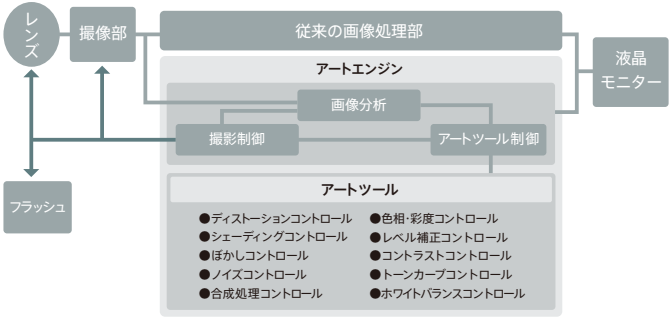 レンズ
撮像部
従来の画像処理部
液晶
モニター
アートエンジン
画像分析
撮影制御
アートツール制御
フラッシュ
アートツール
●ディストーションコントロール
●シェーディングコントロール
●ぼかしコントロール
●ノイズコントロール
●合成処理コントロール
●色相・彩度コントロール
●レベル補正コントロール
●コントラストコントロール
●トーンカーブコントロール
●ホワイトバランスコントロール